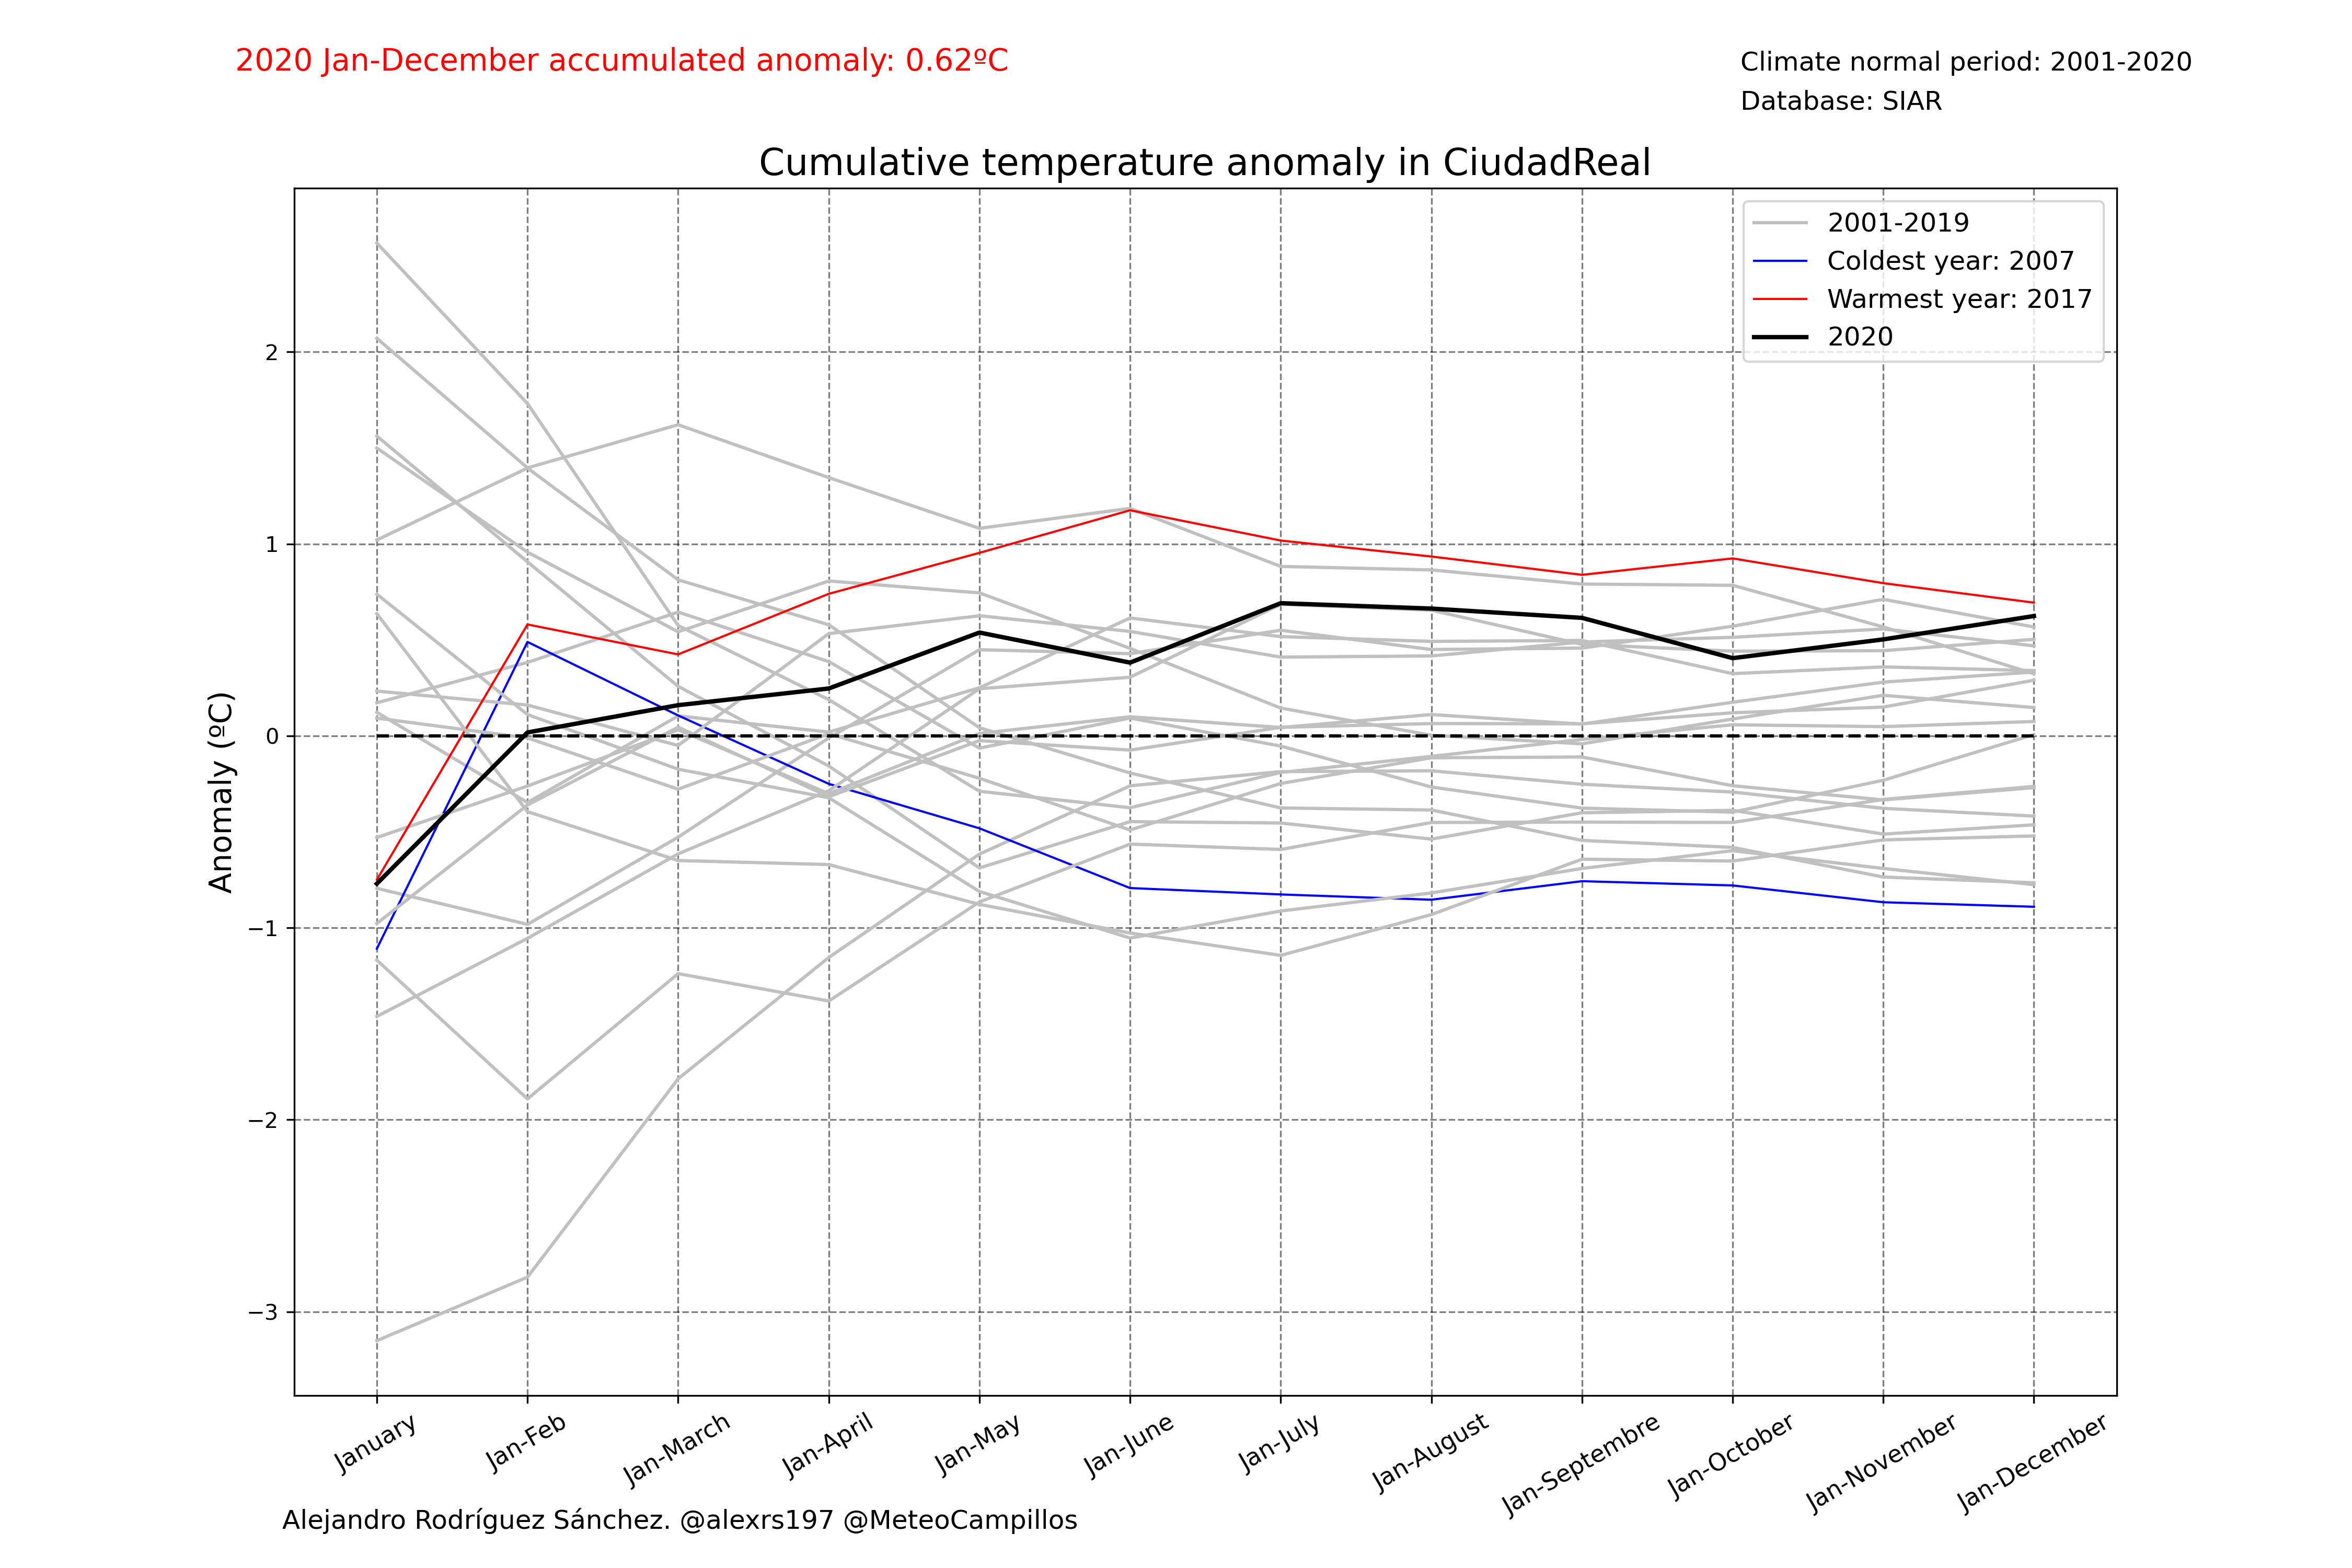 2020 Jan-December accumulated anomaly: 0.62ºC
Climate normal period: 2001-2020
Database: SIAR
Cumulative temperature anomaly in CiudadReal
2001-2019
Coldest year: 2007
Warmest year: 2017
2020
Anomaly (ºC)
2
1
0
−1
−2
−3
January
Jan-Feb
Jan-March
Jan-April
Jan-May
Jan-June
Jan-July
Jan-August
Jan-Septembre
Jan-October
Jan-November
Jan-December
Alejandro Rodríguez Sánchez. @alexrs197 @MeteoCampillos